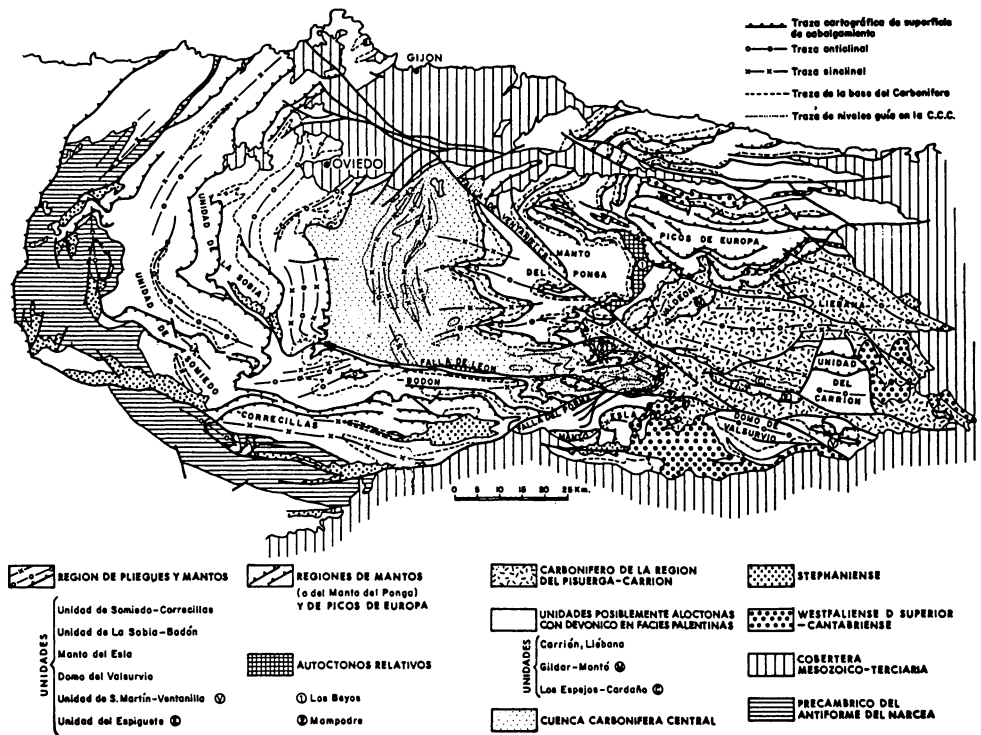 Traza cartográfica de superficie
de cabalgamiento
Traza anticlinal
Traza sinclinal
Traza de la base del Carbonífero
Traza de niveles guía en la C.C.C.
GIJON
OVIEDO
UNIDAD DE LA SOBIA
UNIDAD DE SOMIEDO
CORRECILLAS
BODON
FALLA DE LEON
FALLA DEL PORMA
VENTANIELLA
MANTO
DEL PONGA
PICOS DE EUROPA
LIEBANA
UNIDAD
DEL
CARRION
DOMO DE
VALSURVIO
ESLA
MANTO
0 5 10 15 20 25 Km.
REGION DE PLIEGUES Y MANTOS
UNIDADES
Unidad de Somiedo-Correcillas
Unidad de La Sobia-Bodón
Manto del Esla
Domo del Valsurvio
Unidad de S. Martín-Ventanilla V
Unidad del Espiguete E
REGIONES DE MANTOS
(o del Manto del Ponga)
Y DE PICOS DE EUROPA
AUTOCTONOS RELATIVOS
1 Los Beyos
2 Mampodre
CARBONIFERO DE LA REGION
DEL PISUERGA-CARRION
UNIDADES POSIBLEMENTE ALOCTONAS
CON DEVONICO EN FACIES PALENTINAS
UNIDADES
Carrión, Liébana
Gildar-Montó M
Los Espejos-Cardaño C
CUENCA CARBONIFERA CENTRAL
STEPHANIENSE
WESTFALIENSE D SUPERIOR
-CANTABRIENSE
COBERTERA
MESOZOICO-TERCIARIA
PRECAMBRICO DEL
ANTIFORME DEL NARCEA